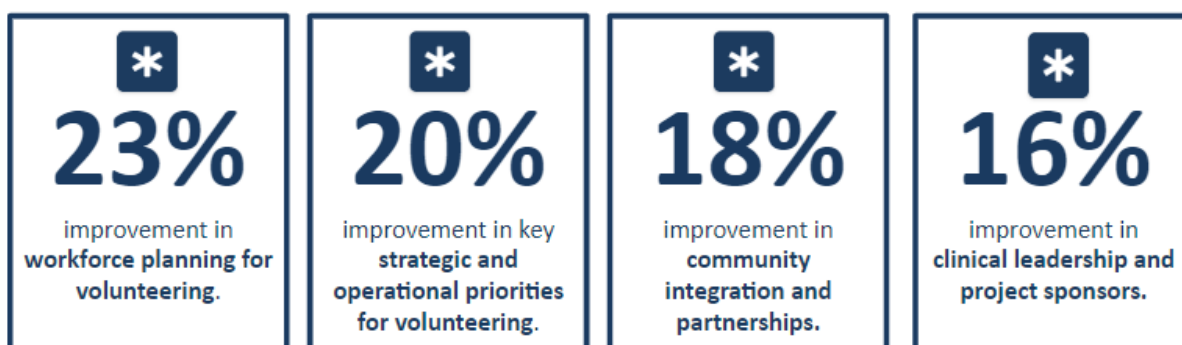 *
23%
improvement in
workforce planning for
volunteering.
*
20%
improvement in key
strategic and
operational priorities
for volunteering.
*
18%
improvement in
community
integration and
partnerships.
*
16%
improvement in
clinical leadership and
project sponsors.